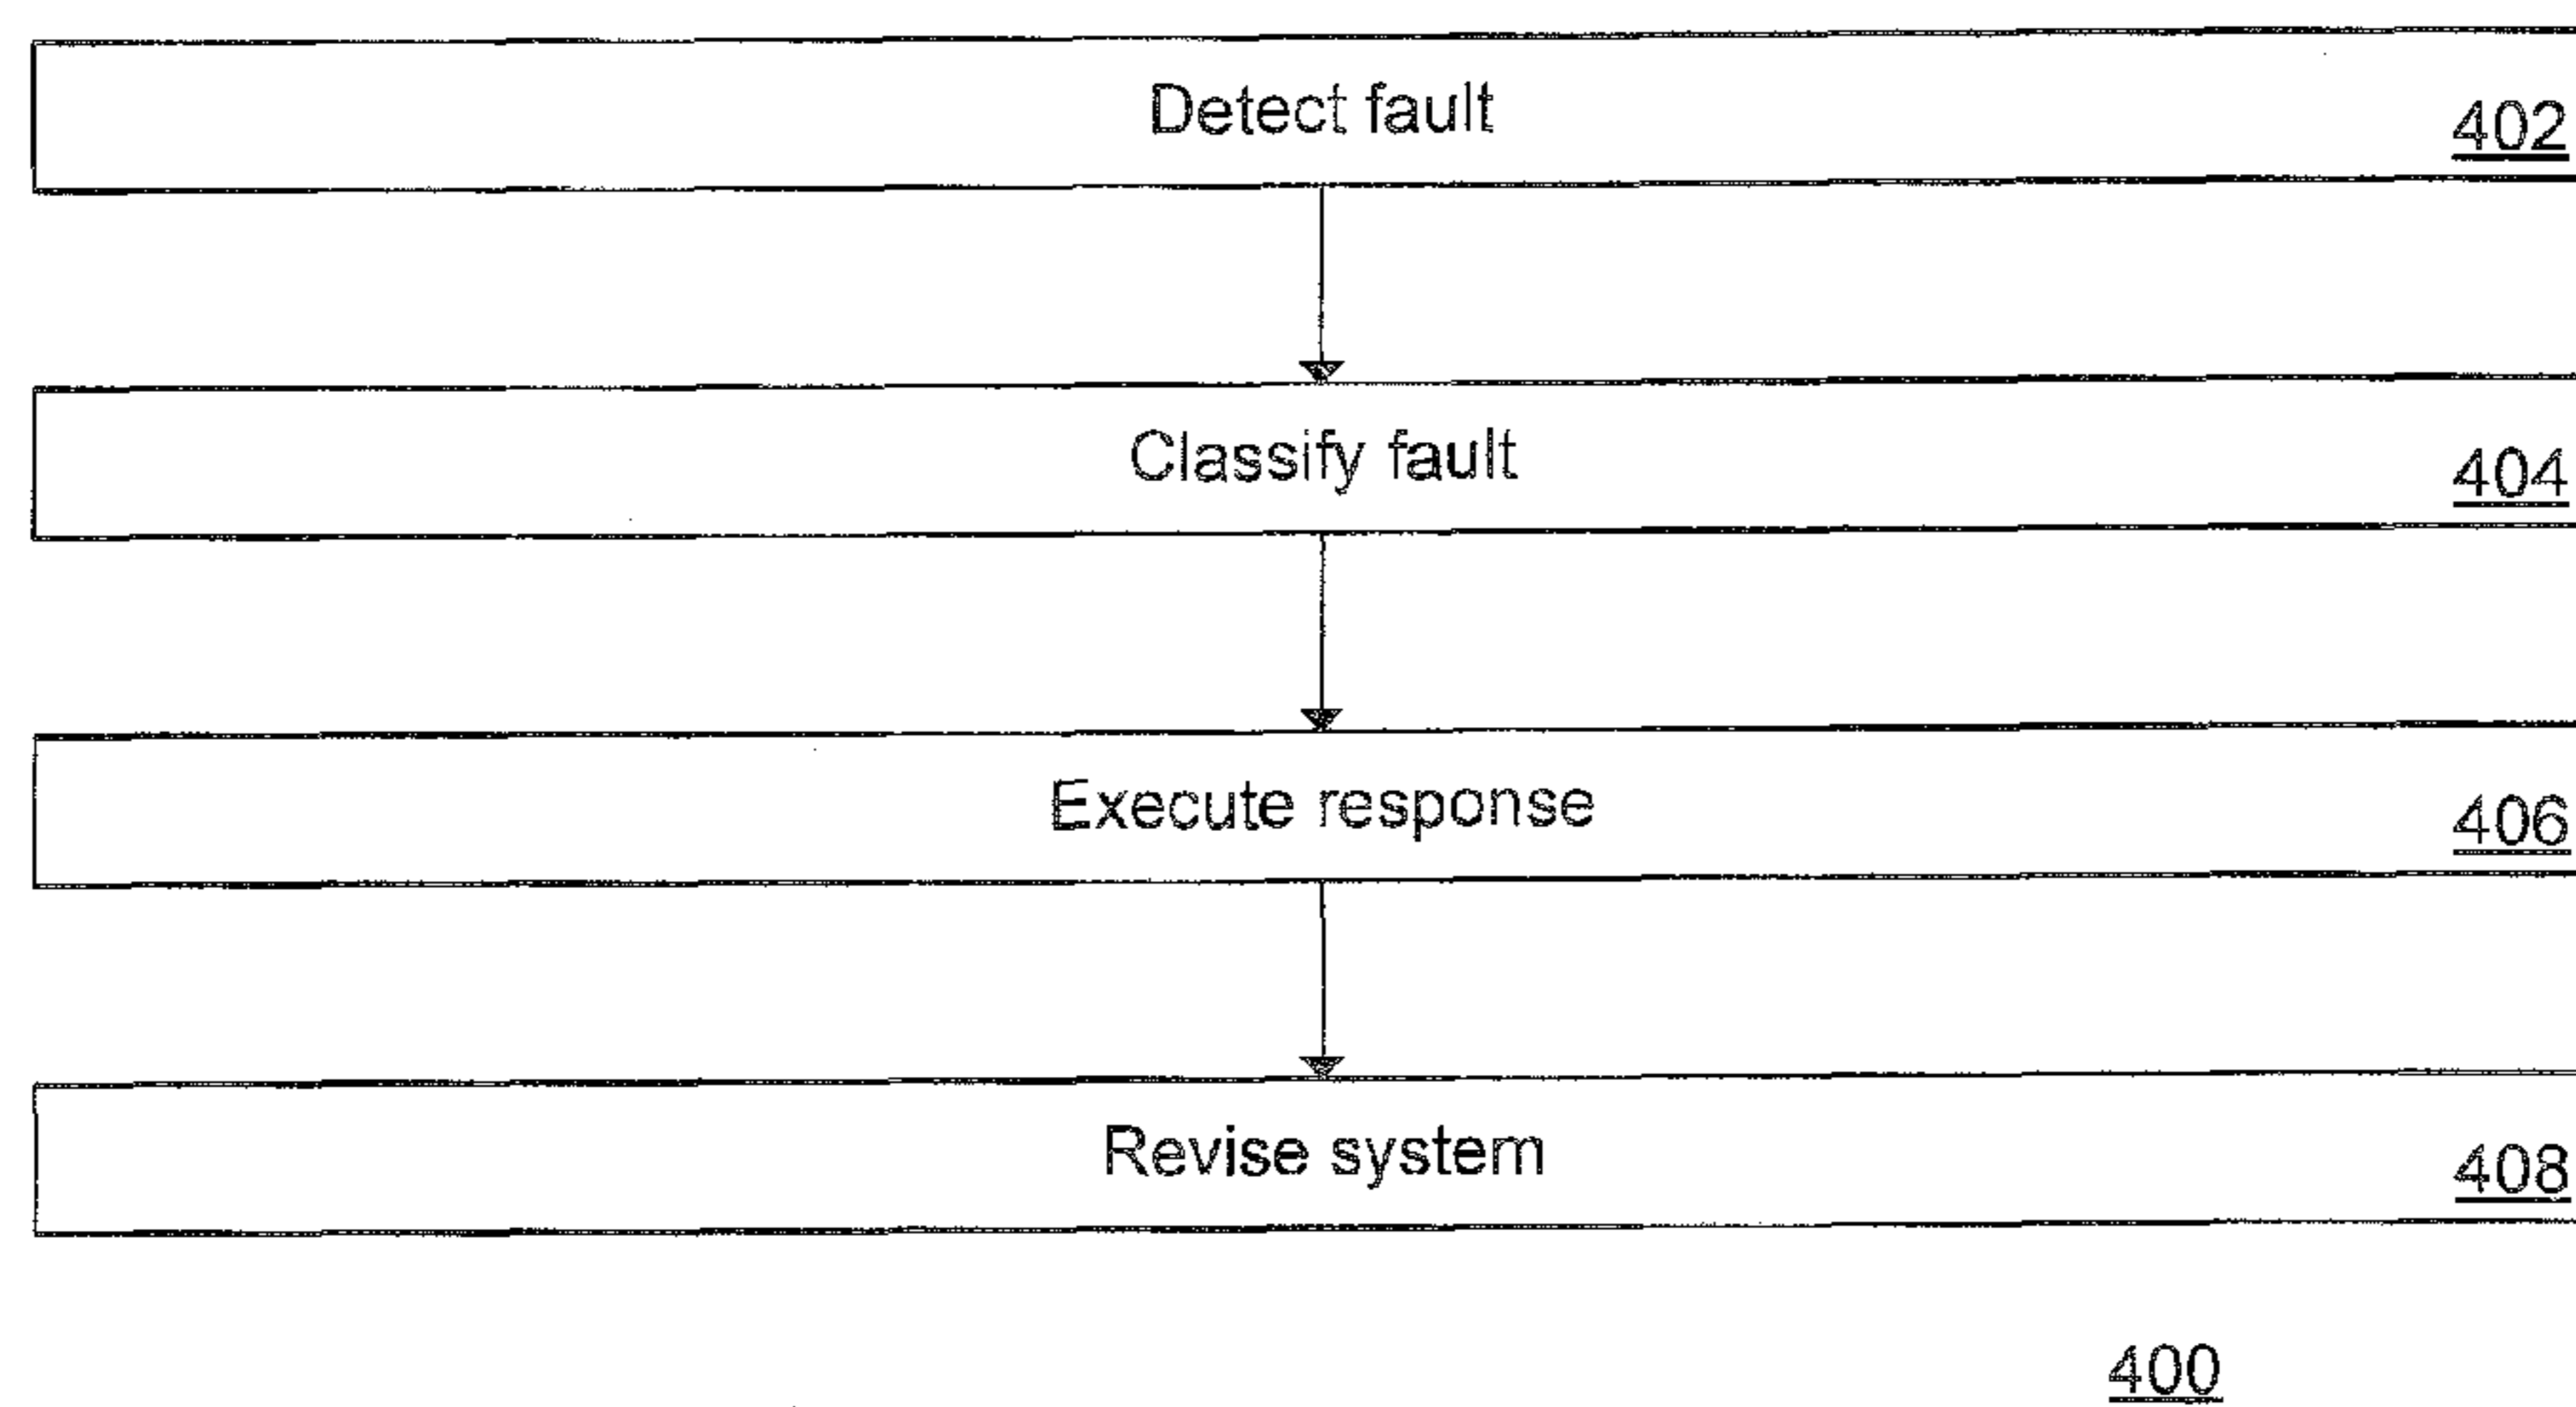 Detect fault
402
Classify fault
404
Execute response
406
Revise system
408
400